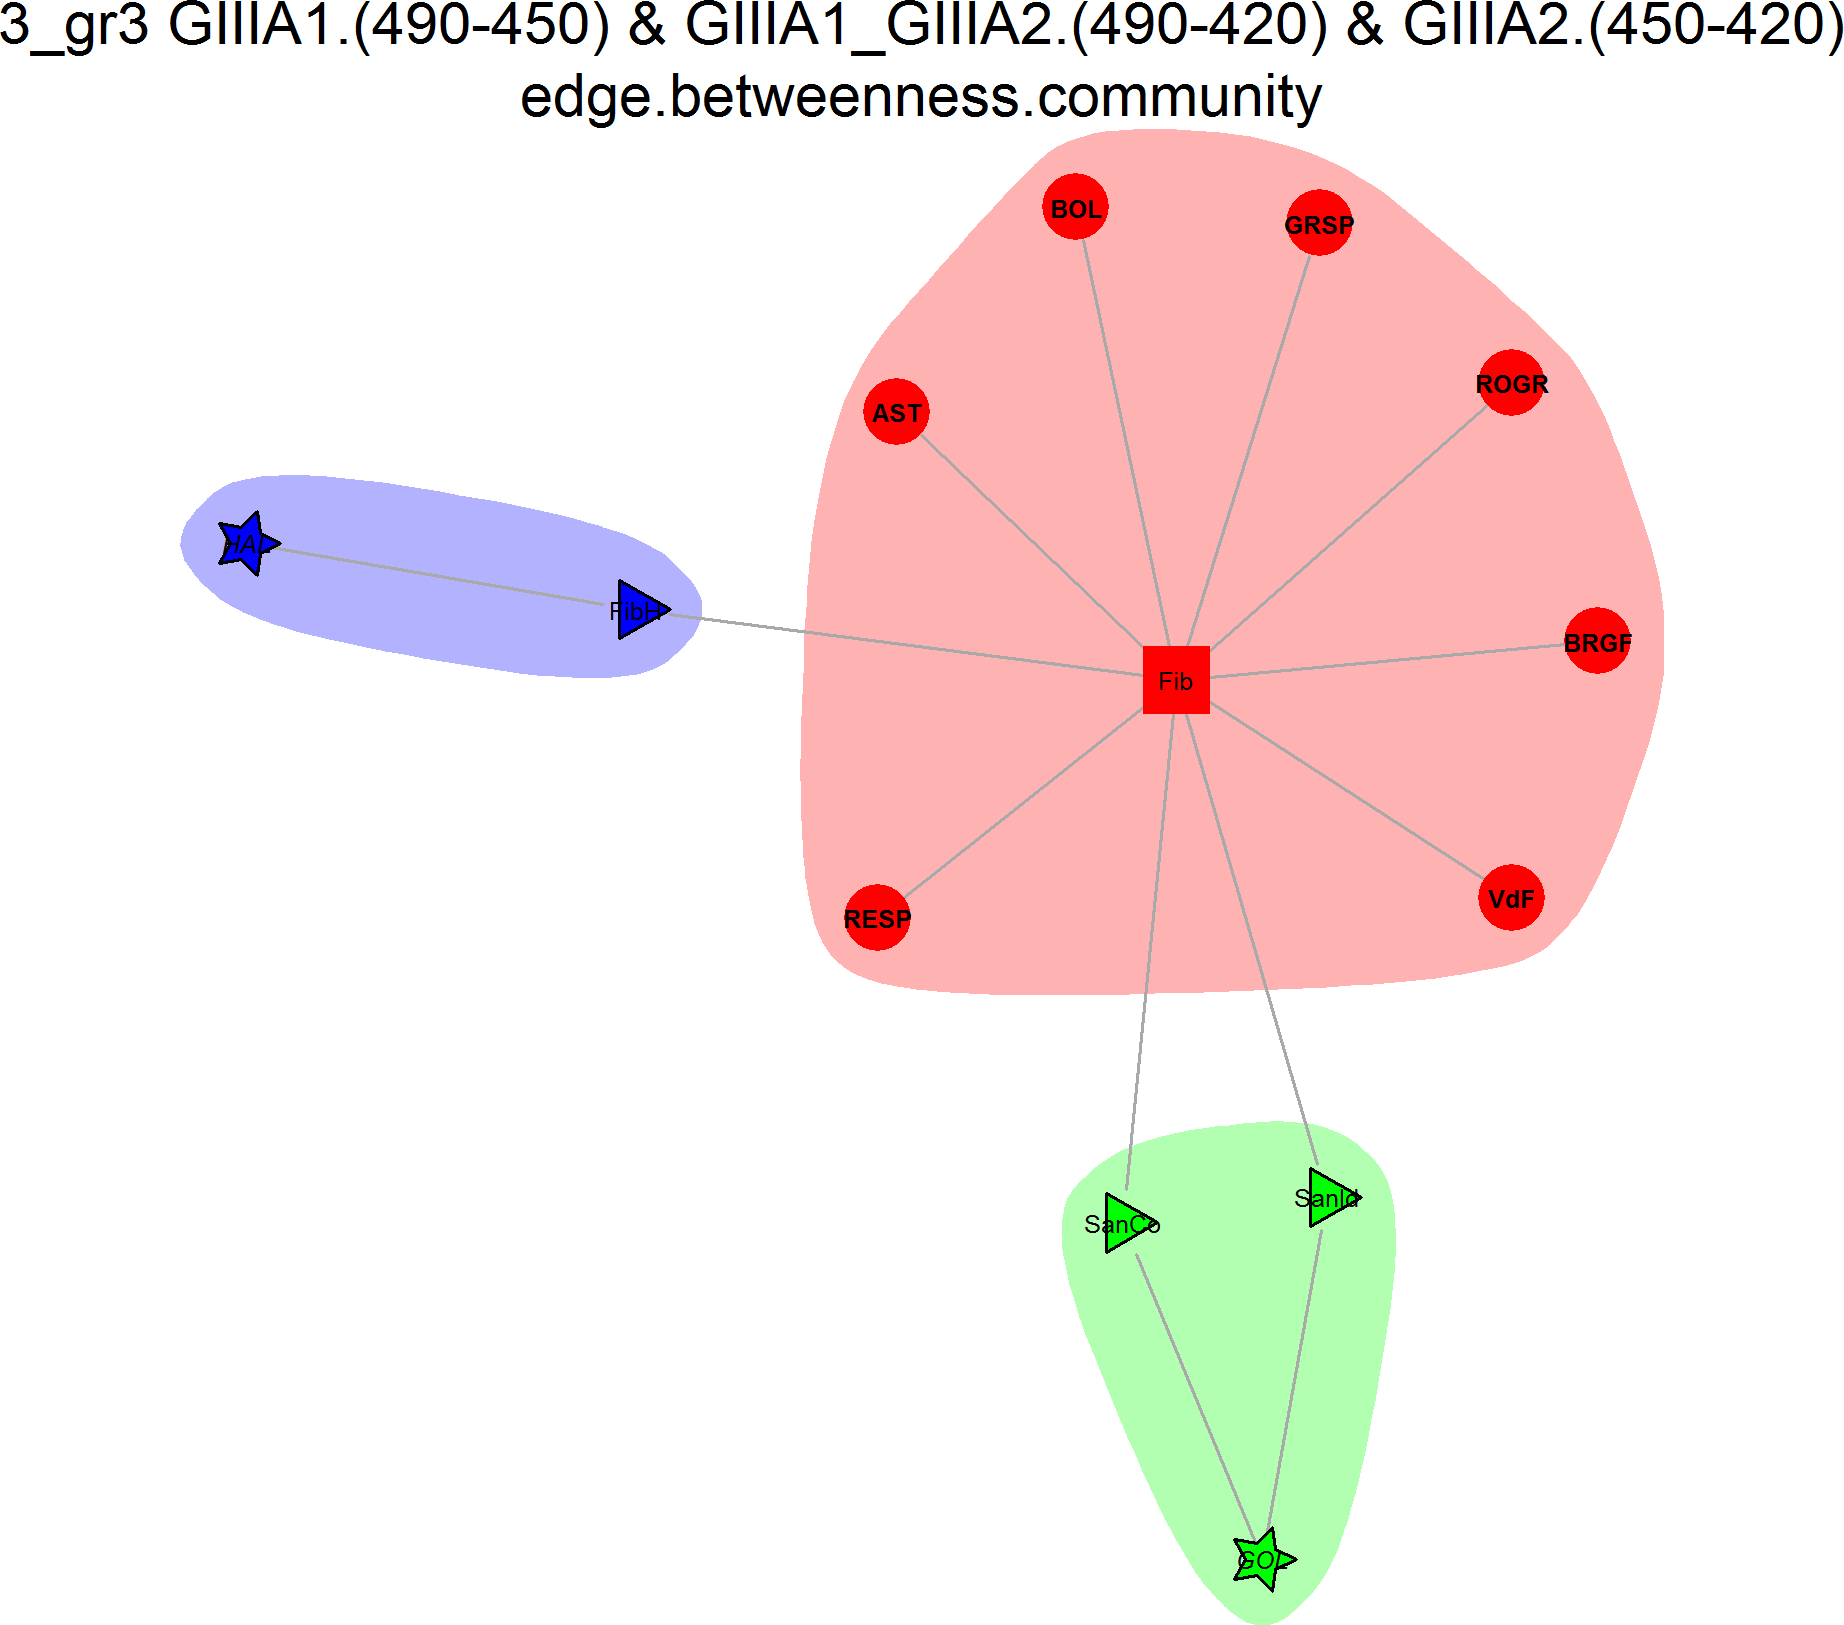 3_gr3 GIIIA1.(490-450) & GIIIA1_GIIIA2.(490-420) & GIIIA2.(450-420)
edge.betweenness.community
BOL
GRSP
ROGR
AST
HAL
FibH
BRGF
Fib
VdF
RESP
SanId
SanCo
GOL